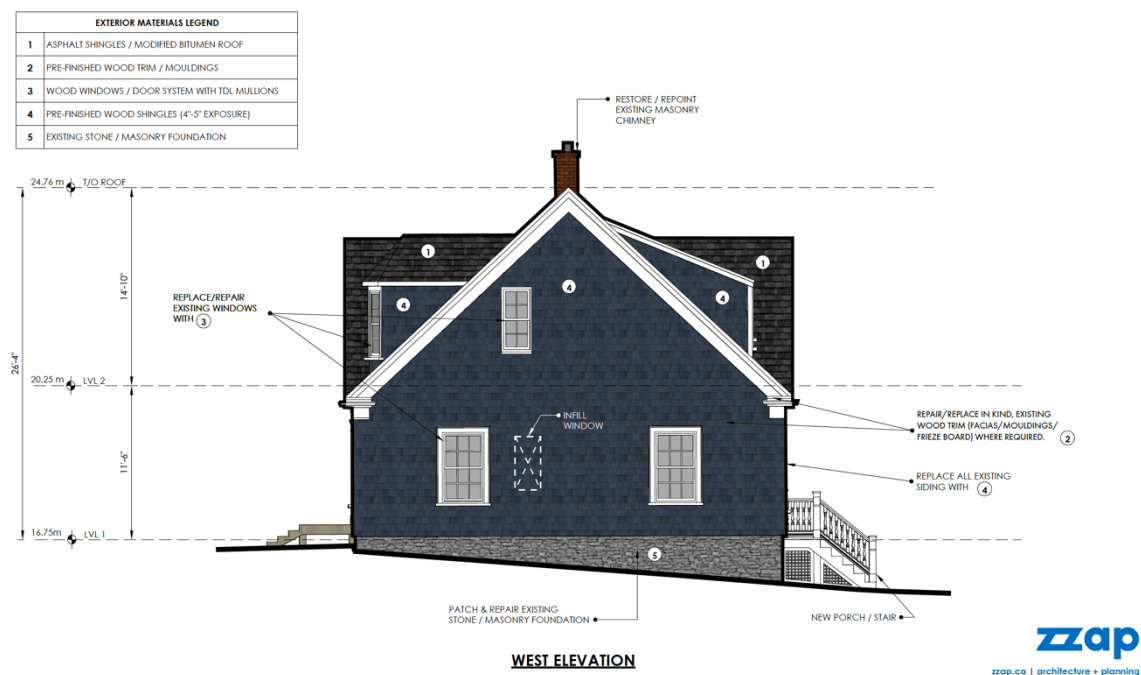 EXTERIOR MATERIALS LEGEND
1 ASPHALT SHINGLES / MODIFIED BITUMEN ROOF
2 PRE-FINISHED WOOD TRIM / MOULDINGS
3 WOOD WINDOWS / DOOR SYSTEM WITH TDL MULLIONS
4 PRE-FINISHED WOOD SHINGLES (4"-5" EXPOSURE)
5 EXISTING STONE / MASONRY FOUNDATION
RESTORE / REPOINT
EXISTING MASONRY
CHIMNEY
24.76 m T/O ROOF
1
1
14'-10"
4
4
4
REPLACE/REPAIR
EXISTING WINDOWS
WITH 3
26'-4"
20.25 m LVL 2
INFILL
WINDOW
REPAIR/REPLACE IN KIND, EXISTING
WOOD TRIM (FACIAS/MOULDINGS/
FRIEZE BOARD) WHERE REQUIRED. 2
11'-6"
REPLACE ALL EXISTING
SIDING WITH 4
16.75m LVL 1
5
PATCH & REPAIR EXISTING
STONE / MASONRY FOUNDATION
NEW PORCH / STAIR
WEST ELEVATION
zzap
zzap.ca | architecture + planning